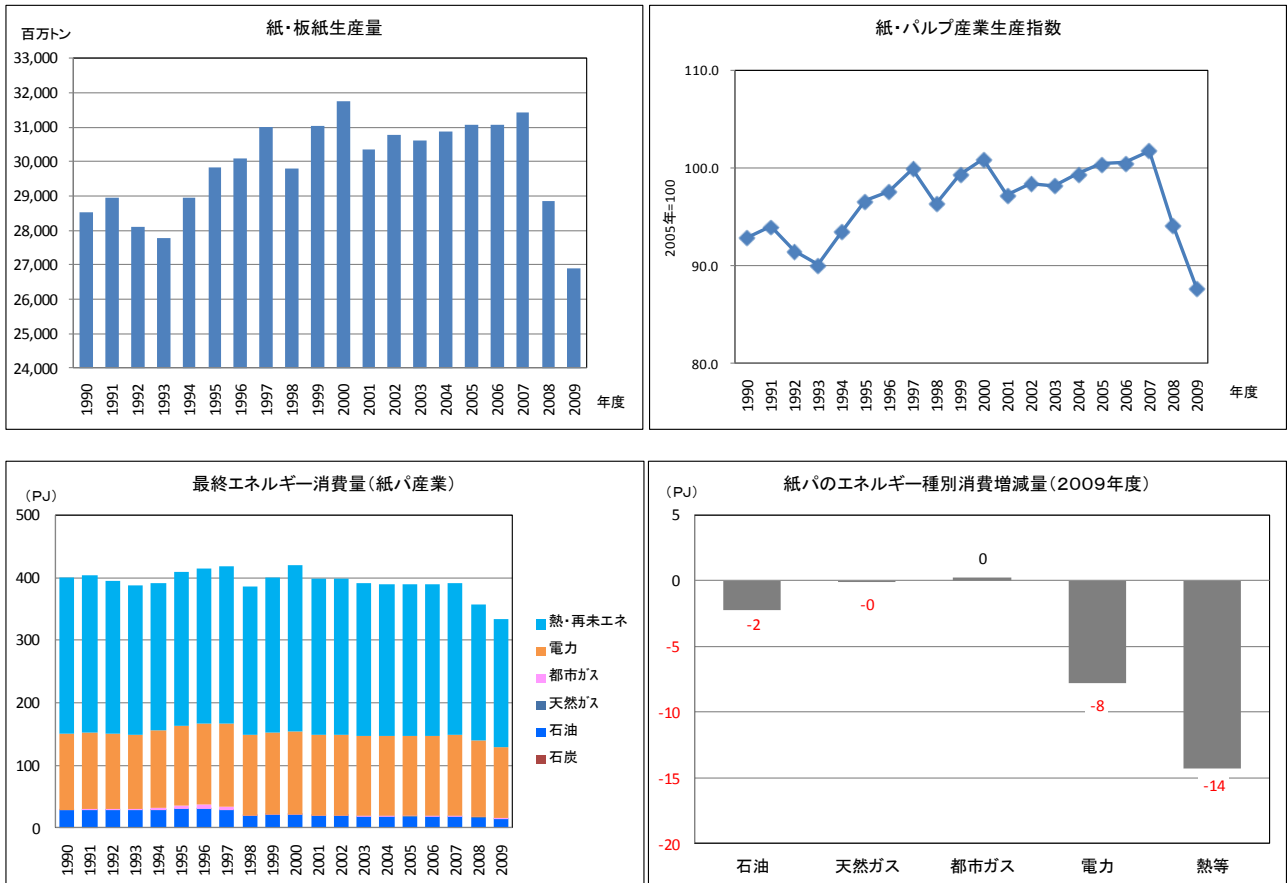 紙・板紙生産量
百万トン
33,000
32,000
31,000
30,000
29,000
28,000
27,000
26,000
25,000
24,000
1990 1991 1992 1993 1994 1995 1996 1997 1998 1999 2000 2001 2002 2003 2004 2005 2006 2007 2008 2009
年度
紙・パルプ産業生産指数
2005年=100
110.0
100.0
90.0
80.0
1990 1991 1992 1993 1994 1995 1996 1997 1998 1999 2000 2001 2002 2003 2004 2005 2006 2007 2008 2009
年度
最終エネルギー消費量(紙パ産業)
(PJ)
500
400
300
200
100
0
1990 1991 1992 1993 1994 1995 1996 1997 1998 1999 2000 2001 2002 2003 2004 2005 2006 2007 2008 2009
熱・再未エネ
電力
都市ガス
天然ガス
石油
石炭
紙パのエネルギー種別消費増減量(2009年度)
(PJ)
5
0
-5
-10
-15
-20
-2
-0
0
-8
-14
石油 天然ガス 都市ガス 電力 熱等